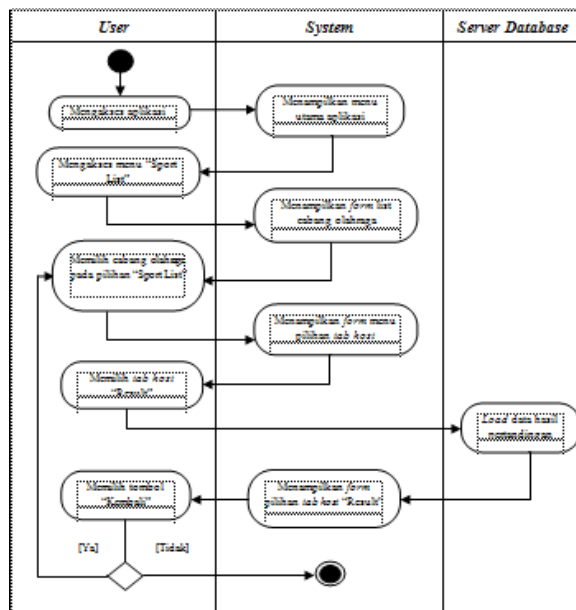 User
System
Server Database
Mengakses aplikasi
Menampilkan menu
utama aplikasi
Mengakses menu “Sport
List”
Menampilkan form list
cabang olahraga
Memilih cabang olahraga
pada pilihan “Sport List”
Menampilkan form menu
pilihan tab host
Memilih tab host
“Result”
Load data hasil
pertandingan
Menampilkan form
pilihan tab host “Result”
Memilih tombol
“Kembali”
[Ya]
[Tidak]